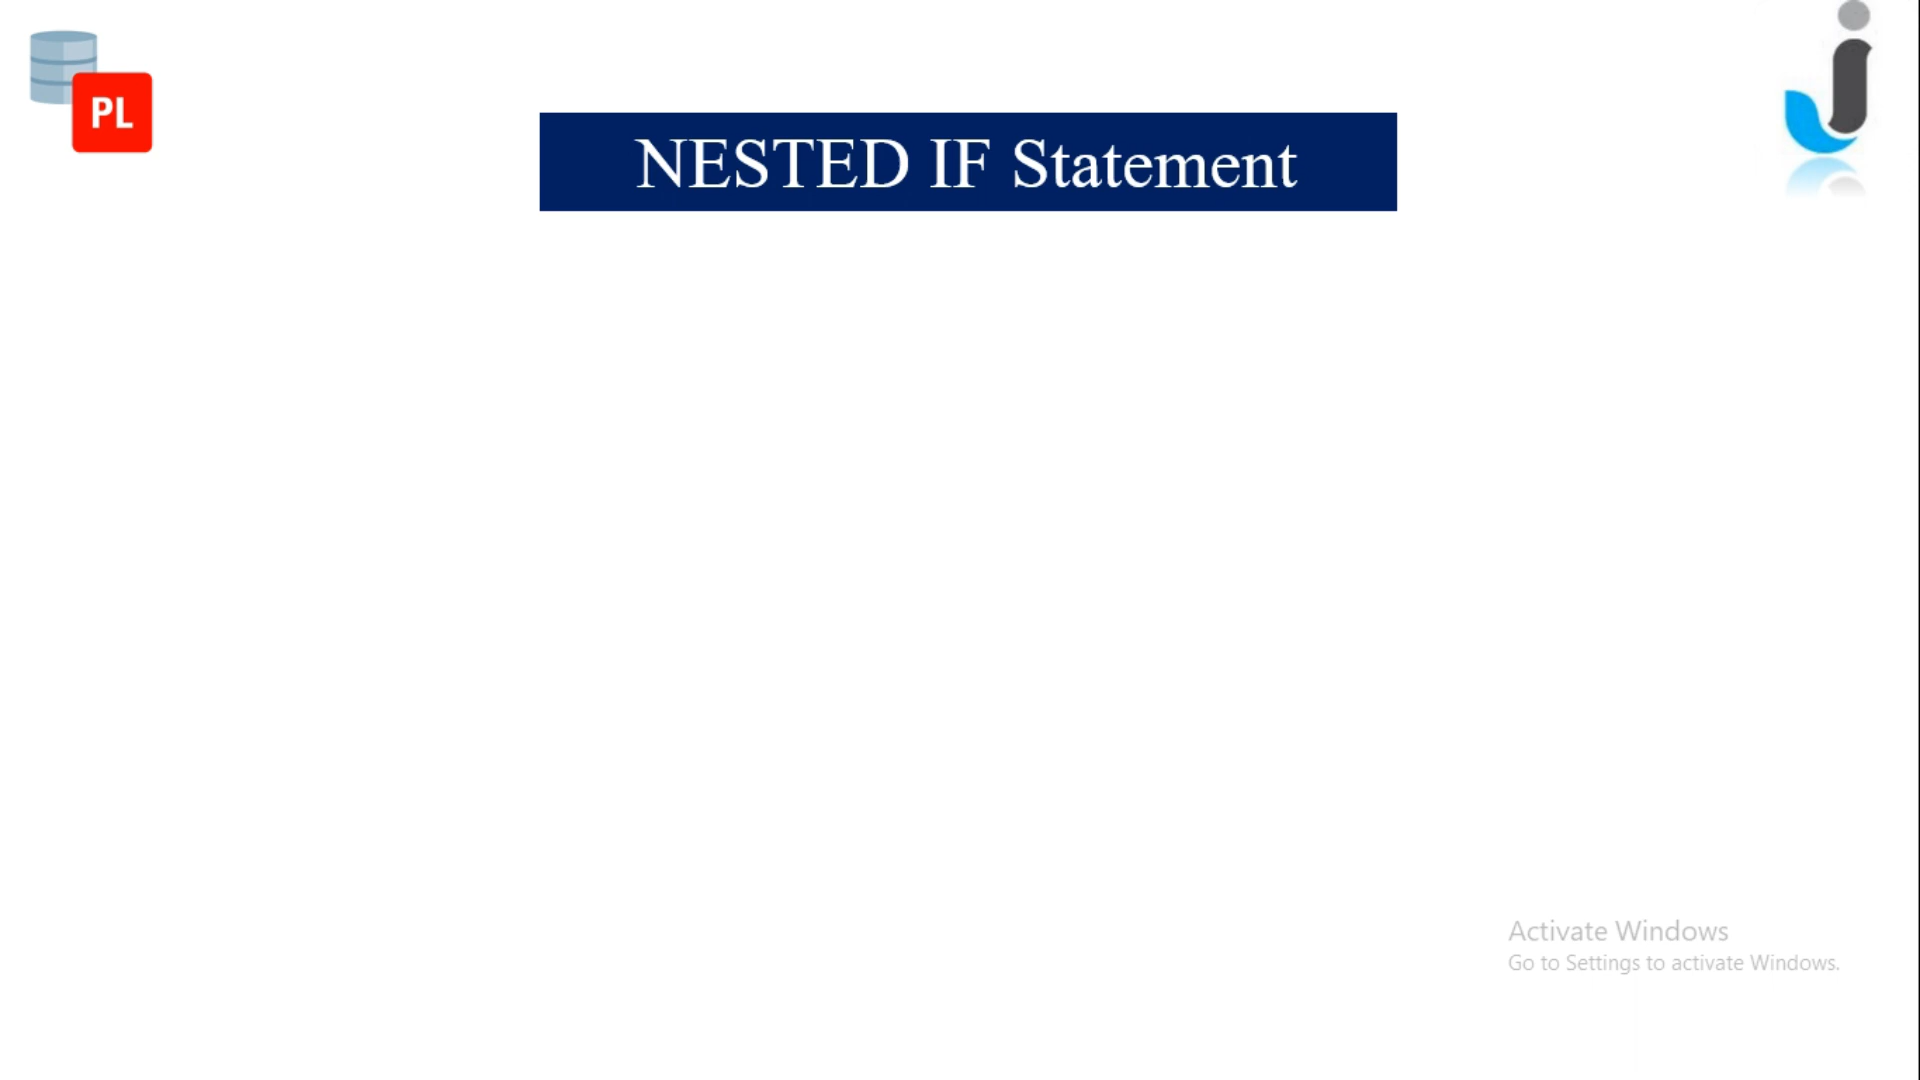 PL
NESTED IF Statement
Activate Windows
Go to Settings to activate Windows.